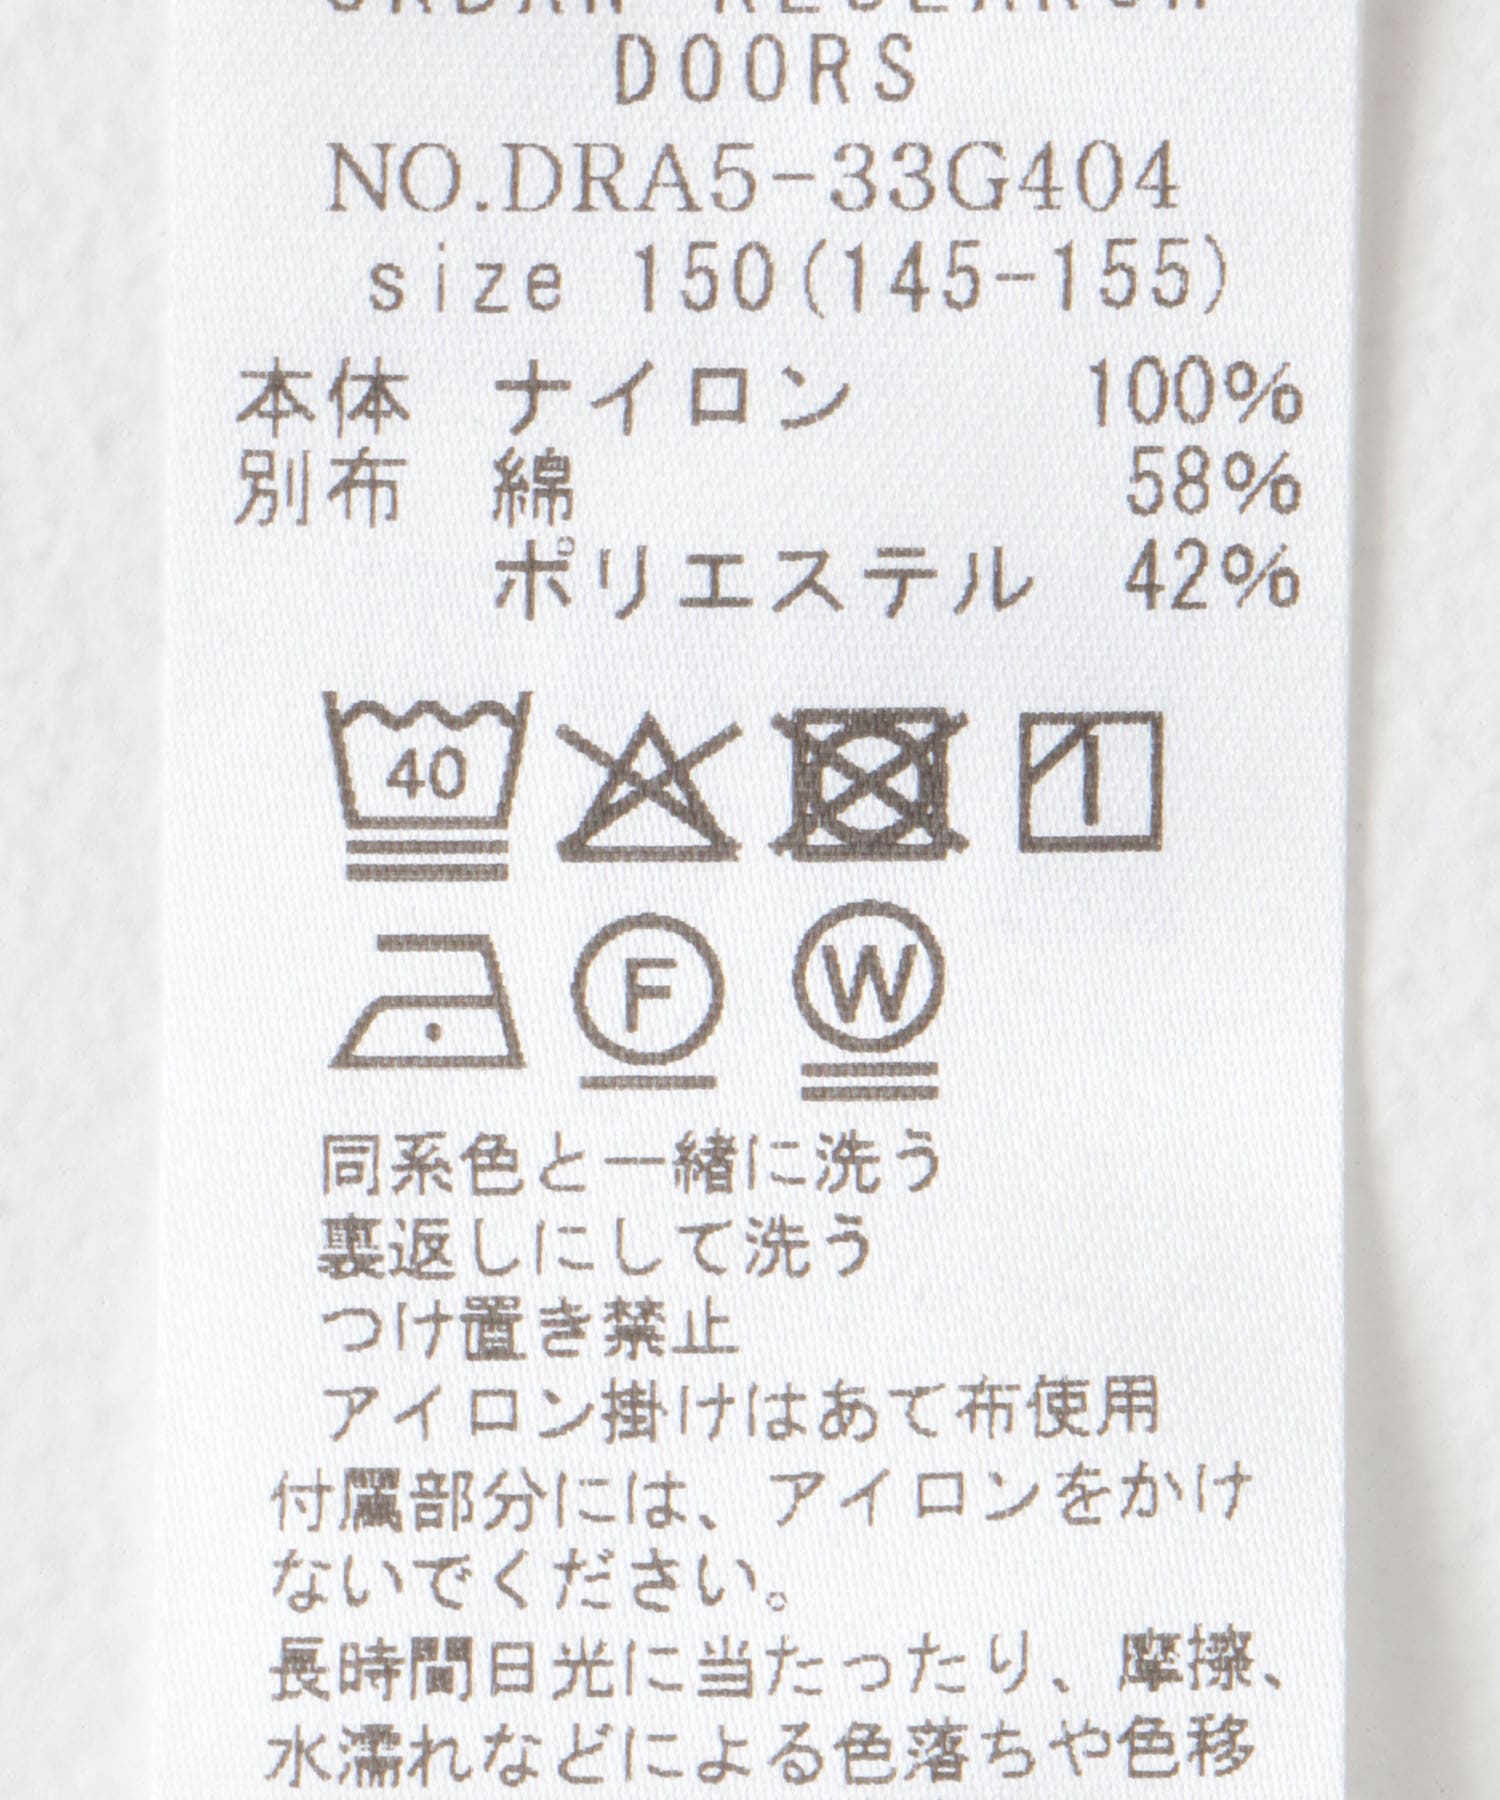 URBAN RESEARCH
DOORS
NO.DRA5-33G404
size 150(145-155)
本体 ナイロン 100%
別布 綿 58%
ポリエステル 42%
40
F
W
同系色と一緒に洗う
裏返しにして洗う
つけ置き禁止
アイロン掛けはあて布使用
付属部分には、アイロンをかけ
ないでください。
長時間日光に当たったり、摩擦、
水濡れなどによる色落ちや色移